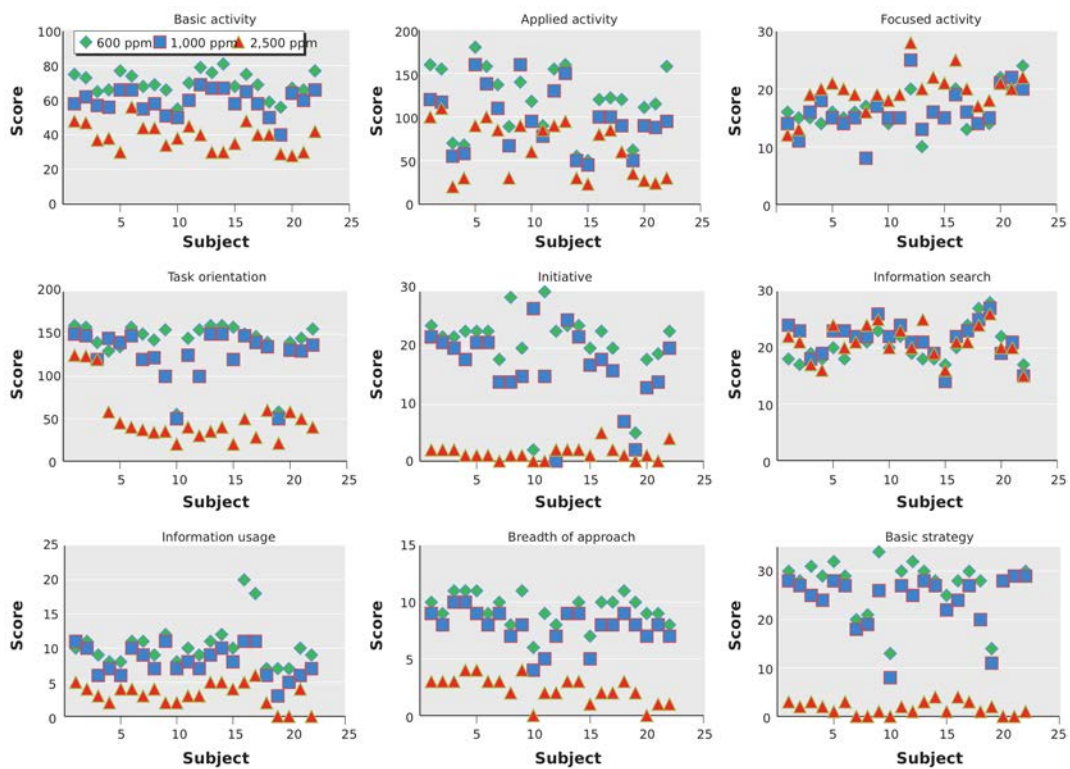 Basic activity
100
80
60
40
20
0
Score
600 ppm 1,000 ppm 2,500 ppm
5 10 15 20 25
Subject
Applied activity
200
150
100
50
0
Score
5 10 15 20 25
Subject
Focused activity
30
20
10
0
Score
5 10 15 20 25
Subject
Task orientation
200
150
100
50
0
Score
5 10 15 20 25
Subject
Initiative
30
20
10
0
Score
5 10 15 20 25
Subject
Information search
30
20
10
0
Score
5 10 15 20 25
Subject
Information usage
25
20
15
10
5
0
Score
5 10 15 20 25
Subject
Breadth of approach
15
10
5
0
Score
5 10 15 20 25
Subject
Basic strategy
30
20
10
0
Score
5 10 15 20 25
Subject